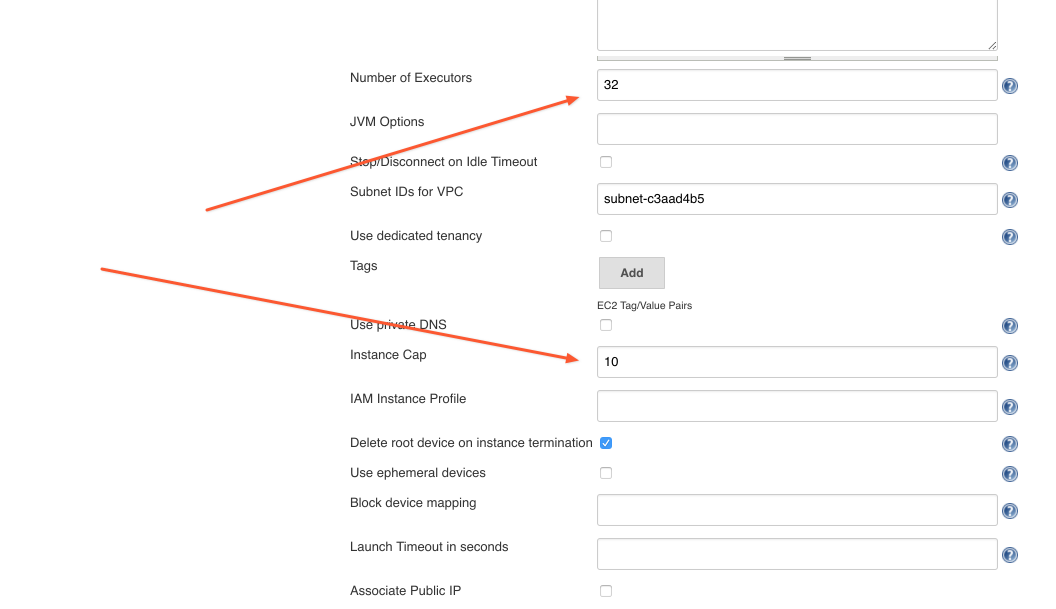 Number of Executors 32
JVM Options
Stop/Disconnect on Idle Timeout
Subnet IDs for VPC subnet-c3aad4b5
Use dedicated tenancy
Tags Add
EC2 Tag/Value Pairs
Use private DNS
Instance Cap 10
IAM Instance Profile
Delete root device on instance termination
Use ephemeral devices
Block device mapping
Launch Timeout in seconds
Associate Public IP